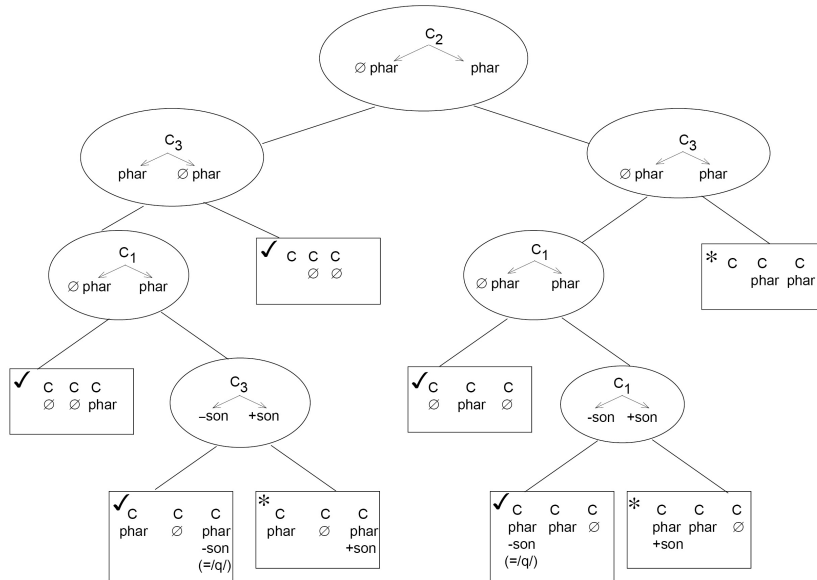 C2
∅ phar phar
C3
phar ∅ phar
C3
∅ phar phar
C1
∅ phar phar
✓ C C C
∅ ∅
C1
∅ phar phar
* C C C
phar phar
✓ C C C
∅ ∅ phar
C3
–son +son
✓ C C C
∅ phar ∅
C1
-son +son
✓ C C C
phar ∅ phar
-son
(=/q/)
* C C C
phar ∅ phar
+son
✓ C C C
phar phar ∅
-son
(=/q/)
* C C C
phar phar ∅
+son